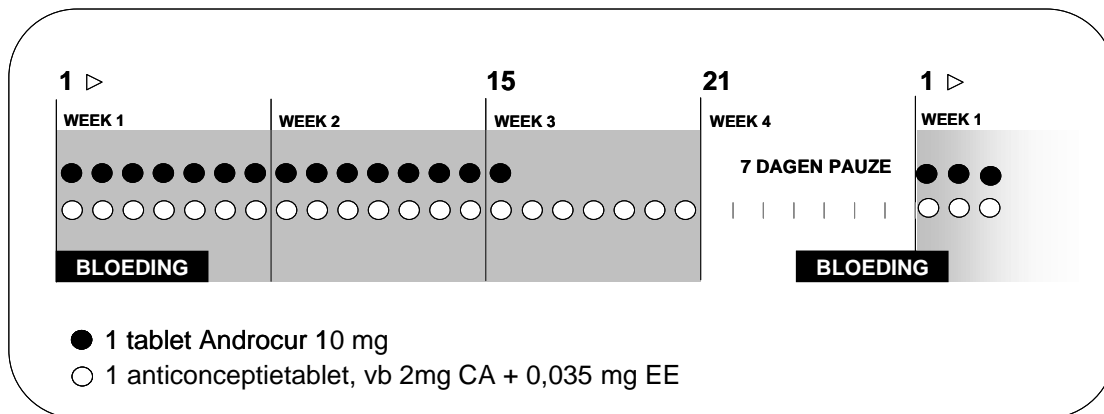 1 ▷ 15 21 1 ▷
WEEK 1 WEEK 2 WEEK 3 WEEK 4 WEEK 1
7 DAGEN PAUZE
BLOEDING BLOEDING
1 tablet Androcur 10 mg
1 anticonceptietablet, vb 2mg CA + 0,035 mg EE